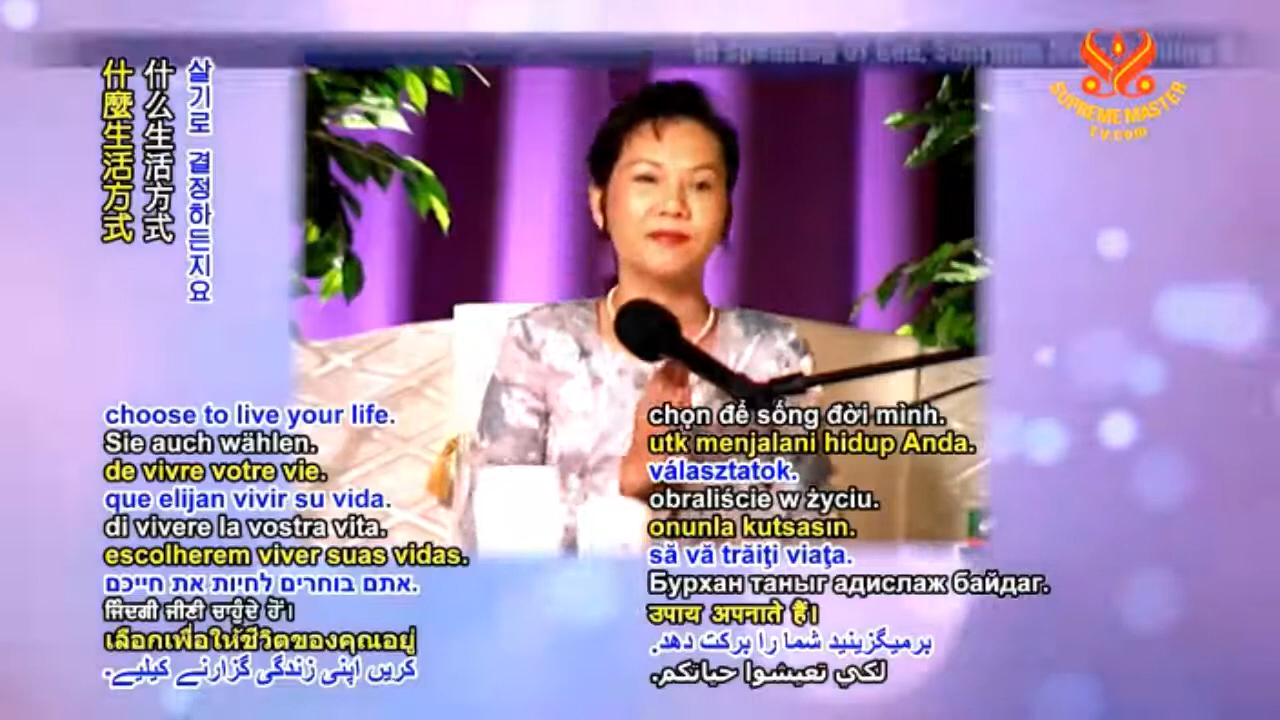 SUPREME MASTER
TV.com
살기로 결정하든지요
什么生活方式
什麼生活方式
choose to live your life.
Sie auch wählen.
de vivre votre vie.
que elijan vivir su vida.
di vivere la vostra vita.
escolherem viver suas vidas.
אתם בוחרים לחיות את חייכם.
ਜ਼ਿੰਦਗੀ ਜੀਣੀ ਚਾਹੁੰਦੇ ਹੋਂ।
เลือกเพื่อให้ชีวิตของคุณอยู่
کریں اپنی زندگی گزارنے کیلیے.
chọn để sống đời mình.
utk menjalani hidup Anda.
választatok.
obraliście w życiu.
onunla kutsasın.
să vă trăiţi viaţa.
Бурхан таныг адислаж байдаг.
उपाय अपनाते हैं।
برمیگزینید شما را برکت دهد.
لكي تعيشوا حياتكم.